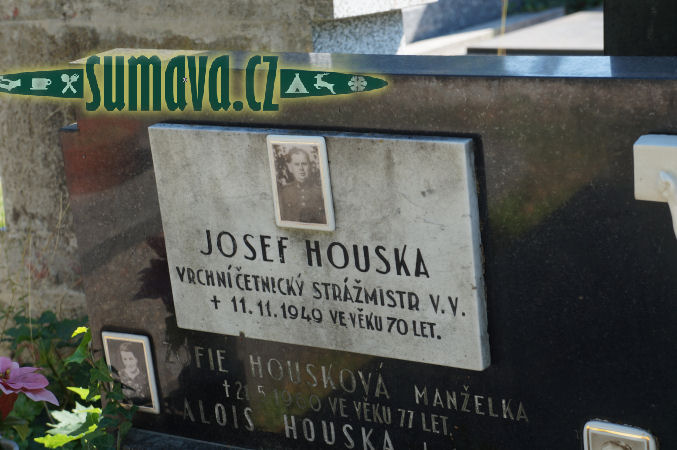 šumava.cz
JOSEF HOUSKA
VRCHNÍ ČETNICKÝ STRÁŽMISTR V.V.
+ 11.11.1949 VE VĚKU 70 LET.
ŽOFIE HOUSKOVÁ MANŽELKA
VE VĚKU 77 LET.
ALOIS HOUSKA